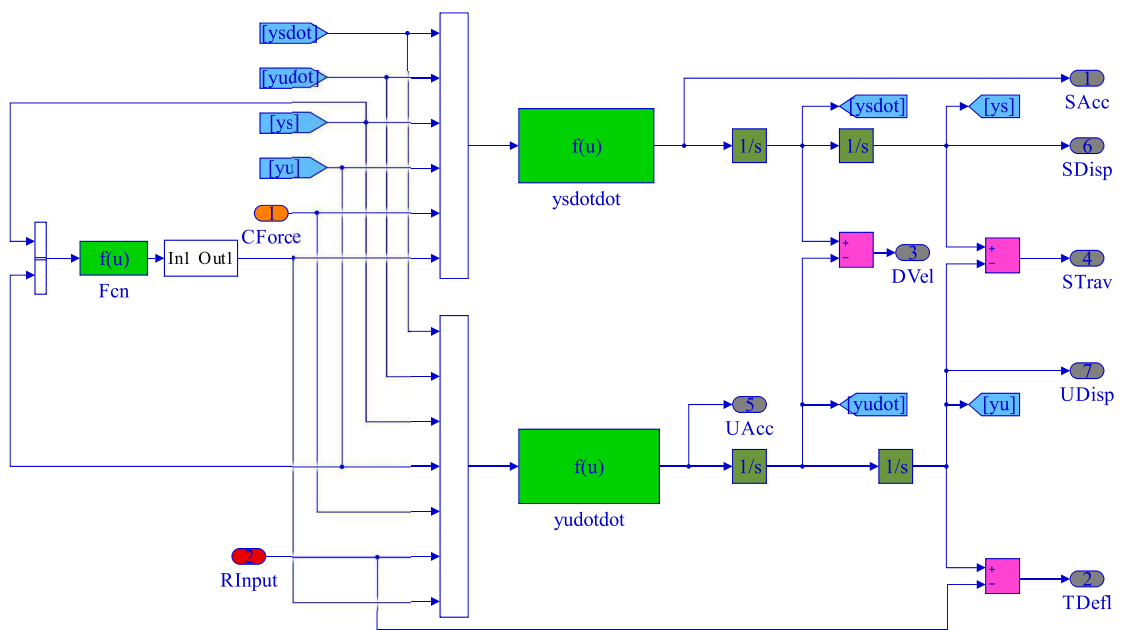 [ysdot]
[yudot]
[ys]
[yu]
1
CForce
f(u)
Fcn
In1 Out1
2
RInput
f(u)
ysdotdot
1/s
[ysdot]
1/s
[ys]
1
SAcc
6
SDisp
+
−
3
DVel
+
−
4
STrav
7
UDisp
5
UAcc
[yudot]
[yu]
f(u)
yudotdot
1/s
1/s
+
−
2
TDefl